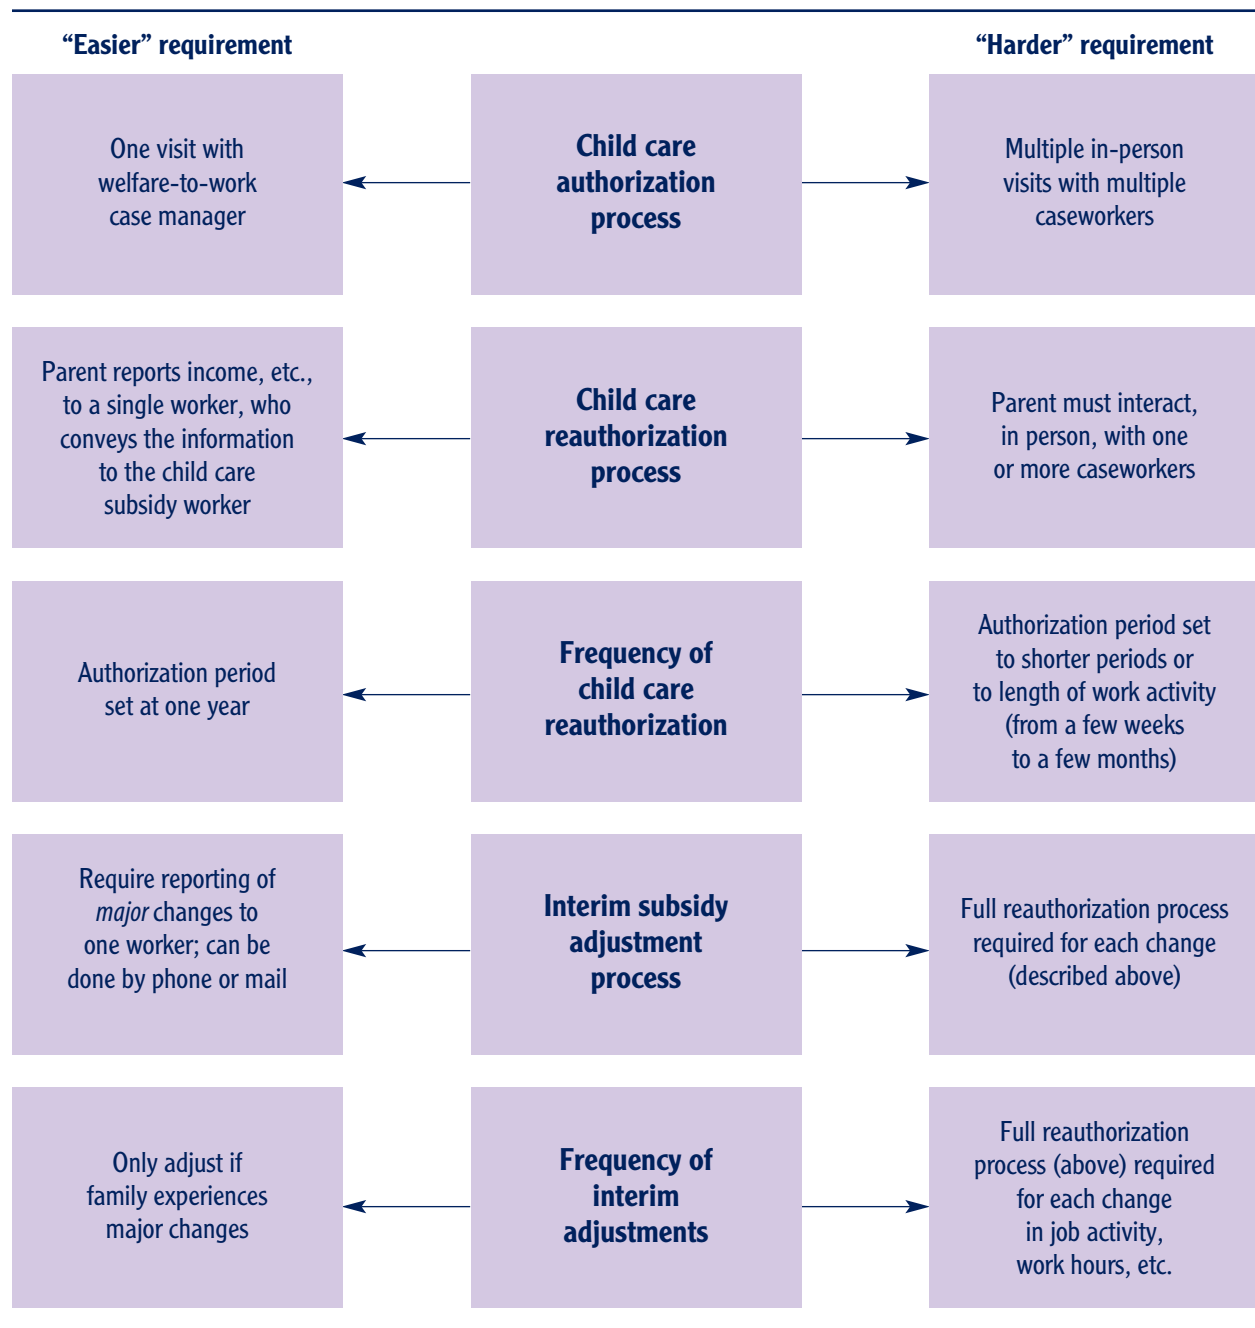 “Easier” requirement
“Harder” requirement
One visit with
welfare-to-work
case manager
Child care
authorization
process
Multiple in-person
visits with multiple
caseworkers
Parent reports income, etc.,
to a single worker, who
conveys the information
to the child care
subsidy worker
Child care
reauthorization
process
Parent must interact,
in person, with one
or more caseworkers
Authorization period
set at one year
Frequency of
child care
reauthorization
Authorization period set
to shorter periods or
to length of work activity
(from a few weeks
to a few months)
Require reporting of
major changes to
one worker; can be
done by phone or mail
Interim subsidy
adjustment
process
Full reauthorization process
required for each change
(described above)
Only adjust if
family experiences
major changes
Frequency of
interim
adjustments
Full reauthorization
process (above) required
for each change
in job activity,
work hours, etc.